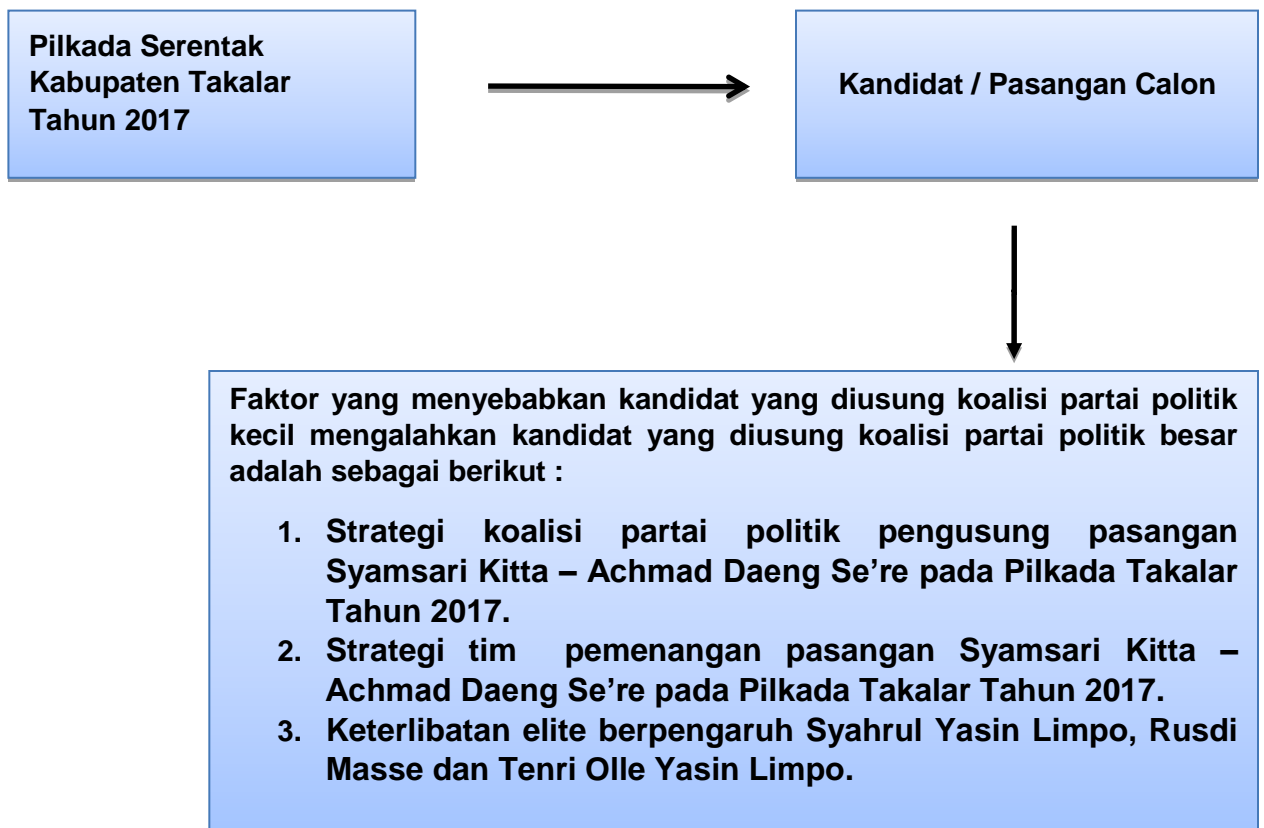 Pilkada Serentak
Kabupaten Takalar
Tahun 2017
Kandidat / Pasangan Calon
Faktor yang menyebabkan kandidat yang diusung koalisi partai politik
kecil mengalahkan kandidat yang diusung koalisi partai politik besar
adalah sebagai berikut :
1. Strategi koalisi partai politik pengusung pasangan
Syamsari Kitta – Achmad Daeng Se’re pada Pilkada Takalar
Tahun 2017.
2. Strategi tim pemenangan pasangan Syamsari Kitta –
Achmad Daeng Se’re pada Pilkada Takalar Tahun 2017.
3. Keterlibatan elite berpengaruh Syahrul Yasin Limpo, Rusdi
Masse dan Tenri Olle Yasin Limpo.